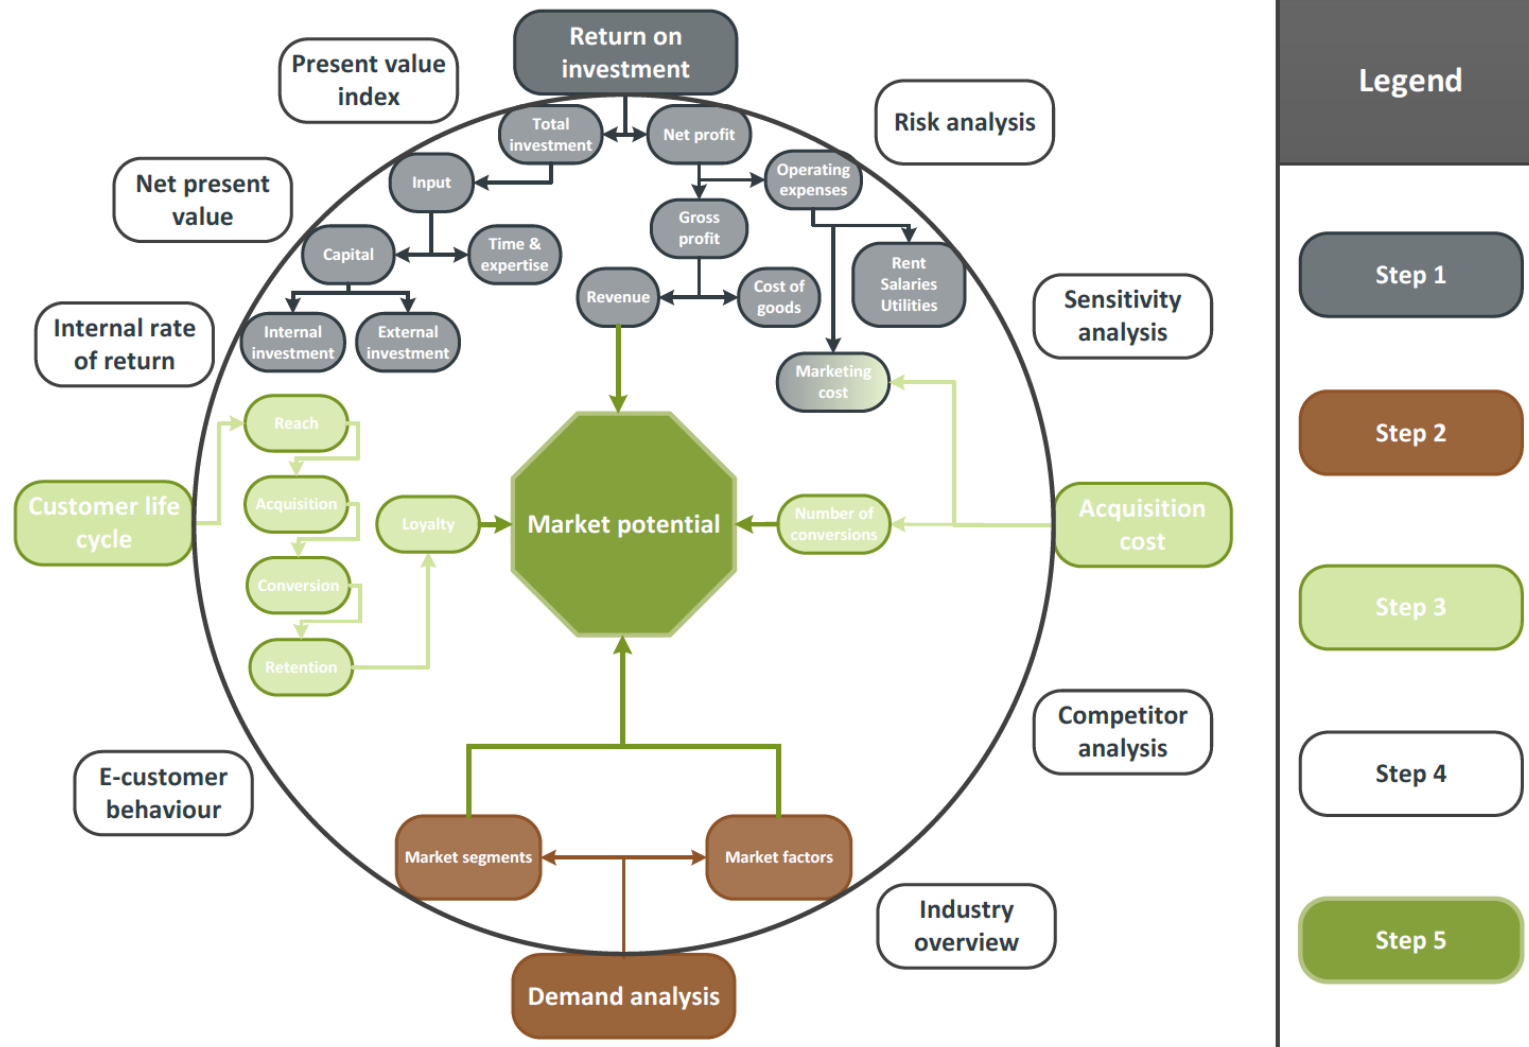 Return on
investment
Present value
index
Risk analysis
Net present
value
Internal rate
of return
Sensitivity
analysis
Total
investment
Net profit
Input
Operating
expenses
Capital
Time &
expertise
Gross
profit
Rent
Salaries
Utilities
Internal
investment
External
investment
Revenue
Cost of
goods
Marketing
cost
Customer life
cycle
Reach
Acquisition
Conversion
Retention
Loyalty
Market potential
Number of
conversions
Acquisition
cost
E-customer
behaviour
Competitor
analysis
Market segments
Market factors
Industry
overview
Demand analysis
Legend
Step 1
Step 2
Step 3
Step 4
Step 5